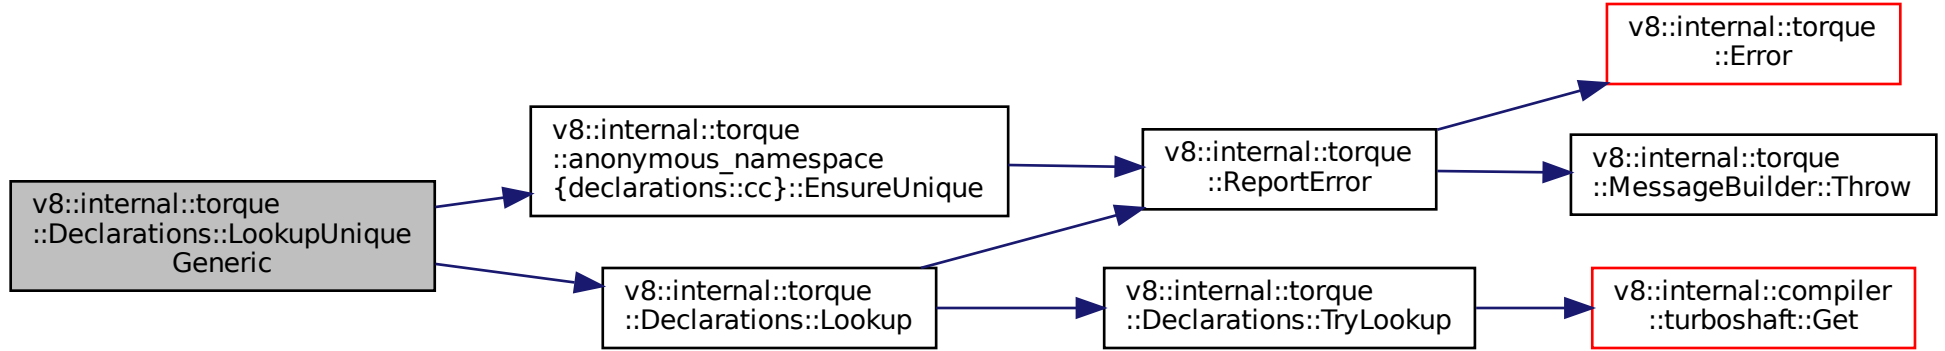 v8::internal::torque
::Declarations::LookupUnique
Generic
v8::internal::torque
::anonymous_namespace
{declarations::cc}::EnsureUnique
v8::internal::torque
::Declarations::Lookup
v8::internal::torque
::ReportError
v8::internal::torque
::Declarations::TryLookup
v8::internal::torque
::Error
v8::internal::torque
::MessageBuilder::Throw
v8::internal::compiler
::turboshaft::Get